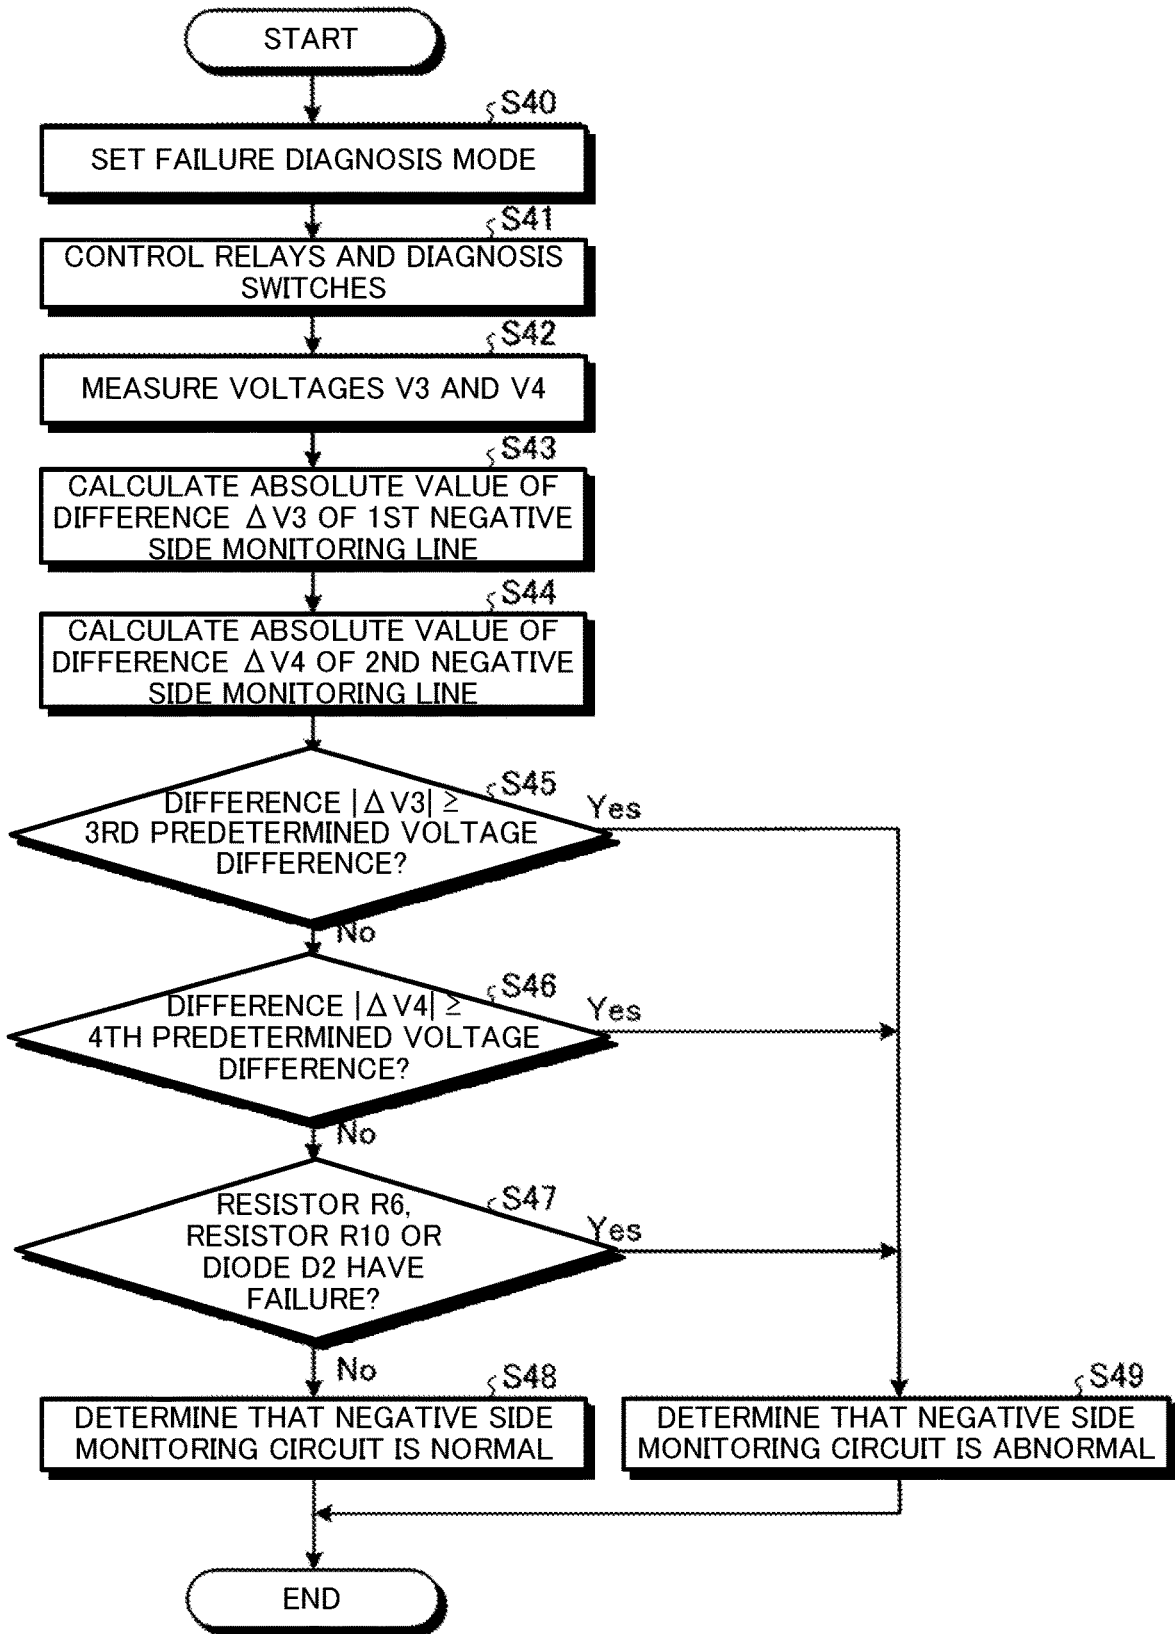 START
S40
SET FAILURE DIAGNOSIS MODE
S41
CONTROL RELAYS AND DIAGNOSIS
SWITCHES
S42
MEASURE VOLTAGES V3 AND V4
S43
CALCULATE ABSOLUTE VALUE OF
DIFFERENCE ΔV3 OF 1ST NEGATIVE
SIDE MONITORING LINE
S44
CALCULATE ABSOLUTE VALUE OF
DIFFERENCE ΔV4 OF 2ND NEGATIVE
SIDE MONITORING LINE
S45
DIFFERENCE |ΔV3| ≥
3RD PREDETERMINED VOLTAGE
DIFFERENCE?
Yes
No
S46
DIFFERENCE |ΔV4| ≥
4TH PREDETERMINED VOLTAGE
DIFFERENCE?
Yes
No
S47
RESISTOR R6,
RESISTOR R10 OR
DIODE D2 HAVE
FAILURE?
Yes
No
S48
DETERMINE THAT NEGATIVE SIDE
MONITORING CIRCUIT IS NORMAL
S49
DETERMINE THAT NEGATIVE SIDE
MONITORING CIRCUIT IS ABNORMAL
END